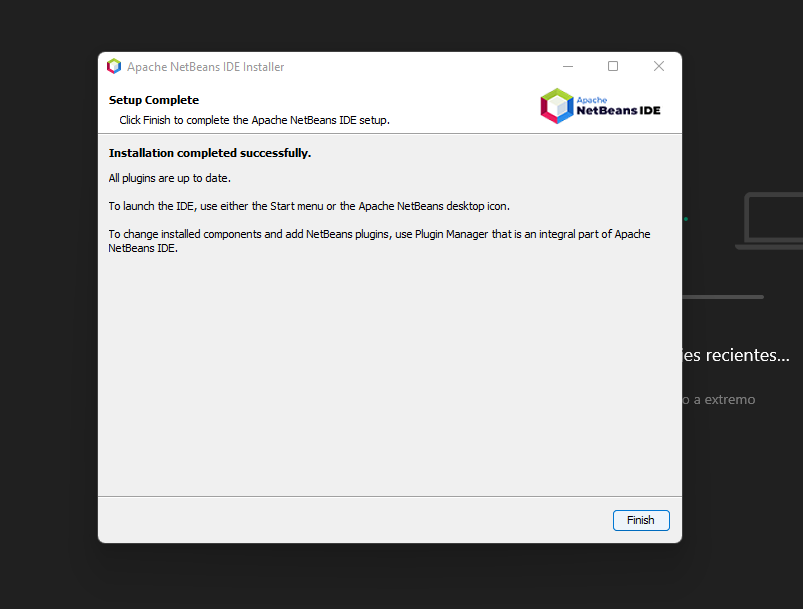 Apache NetBeans IDE Installer
Setup Complete
Click Finish to complete the Apache NetBeans IDE setup.
Apache
NetBeans IDE
Installation completed successfully.
All plugins are up to date.
To launch the IDE, use either the Start menu or the Apache NetBeans desktop icon.
To change installed components and add NetBeans plugins, use Plugin Manager that is an integral part of Apache
NetBeans IDE.
recientes...
o a extremo
Finish